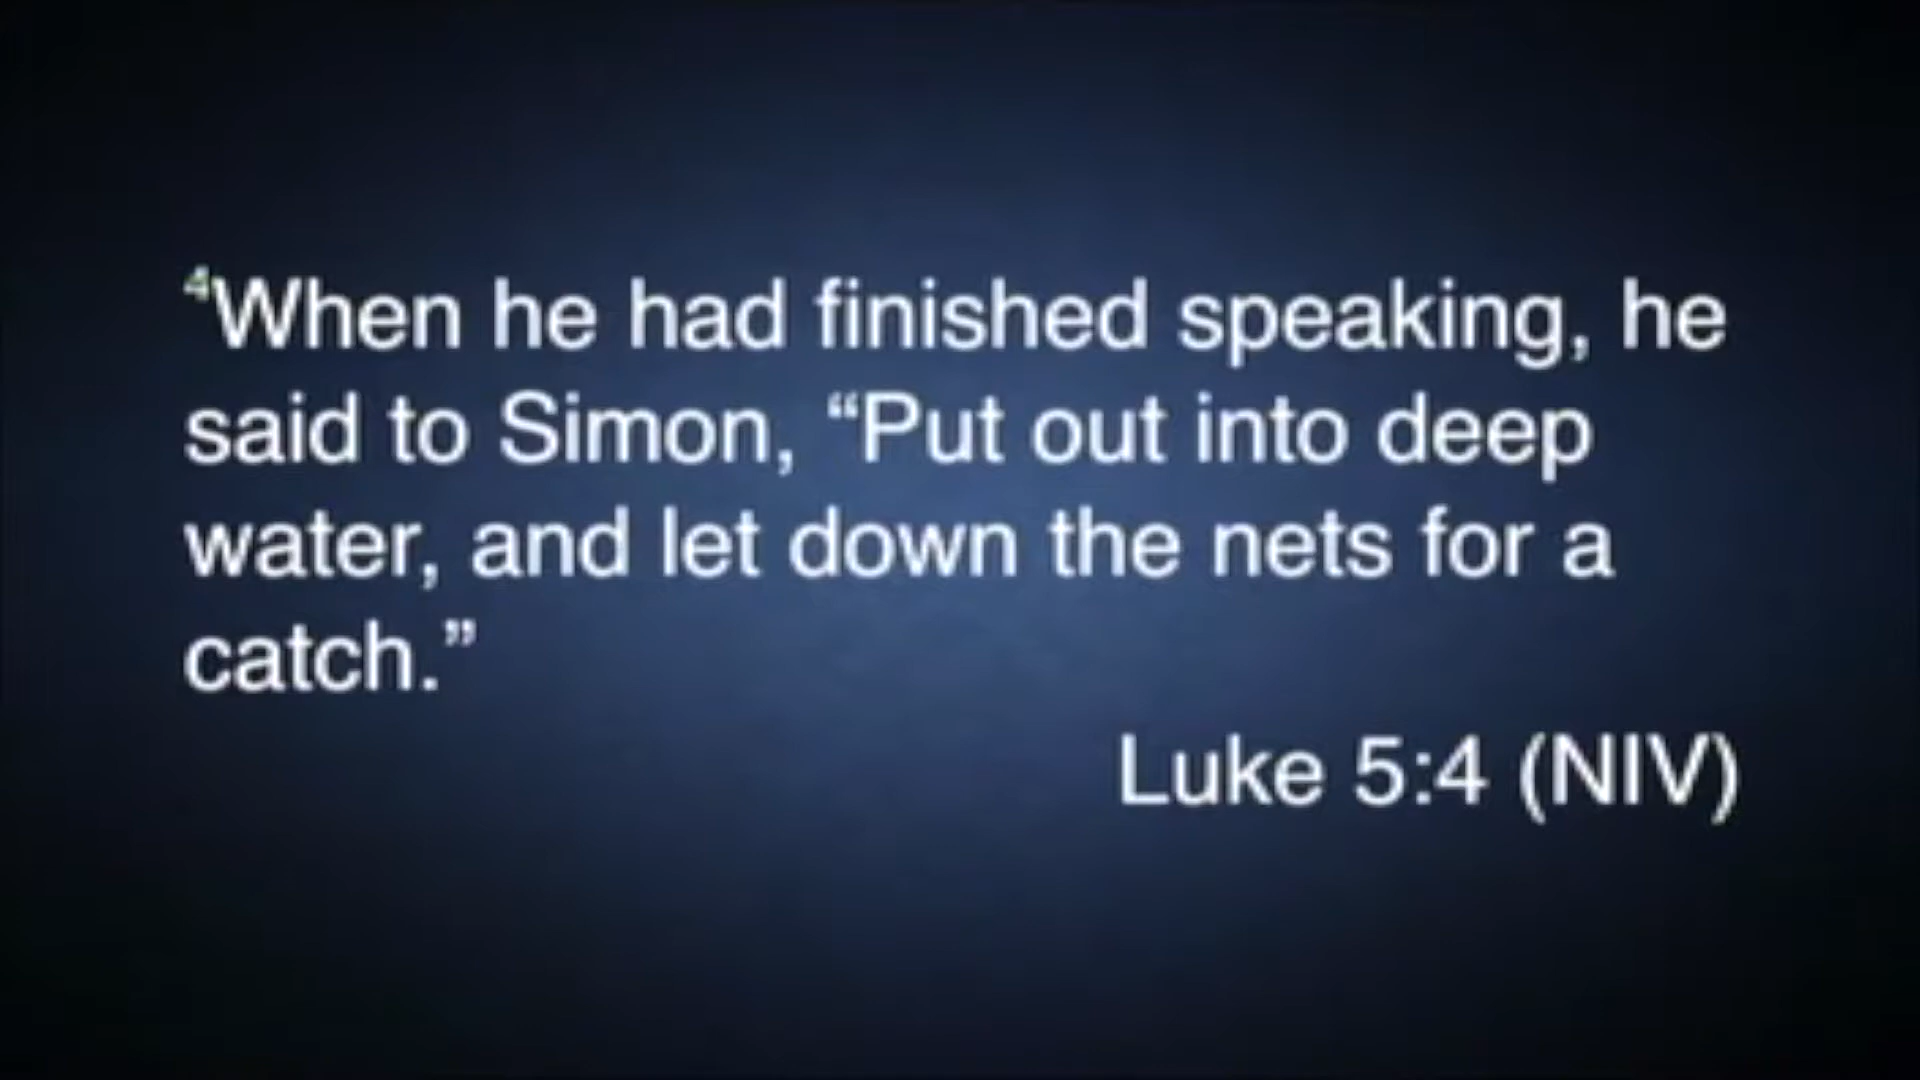 ⁴When he had finished speaking, he
said to Simon, “Put out into deep
water, and let down the nets for a
catch.”
Luke 5:4 (NIV)